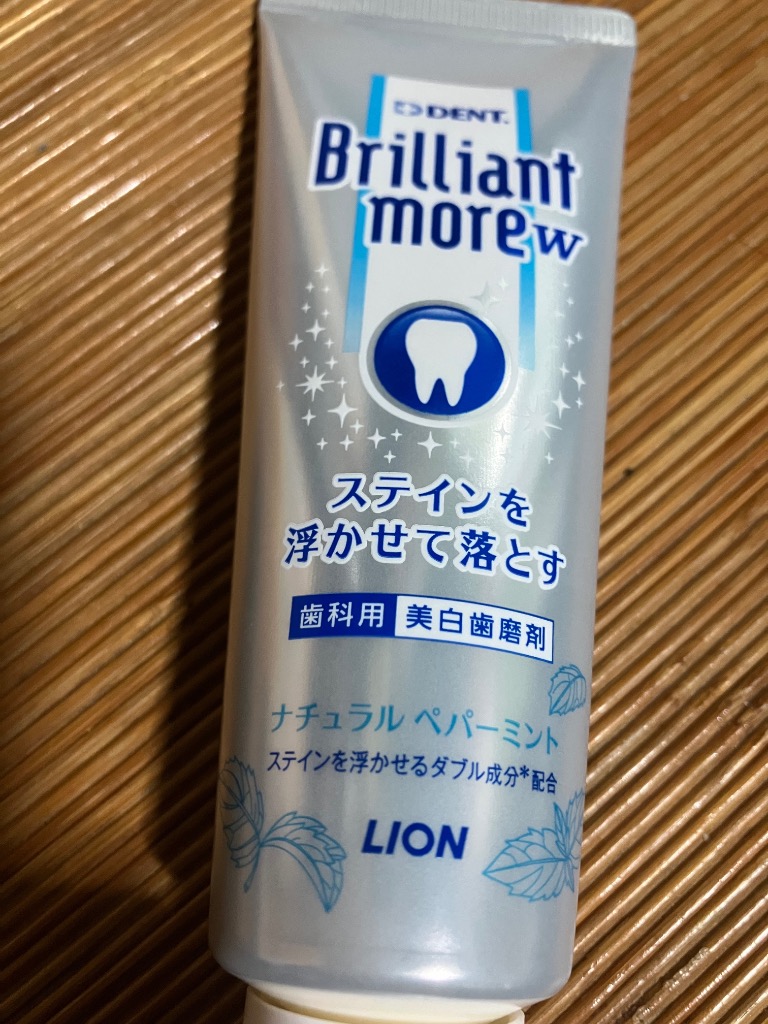 DENT.
Brilliant
more W
ステインを
浮かせて落とす
歯科用 美白歯磨剤
ナチュラル ペパーミント
ステインを浮かせるダブル成分*配合
LION